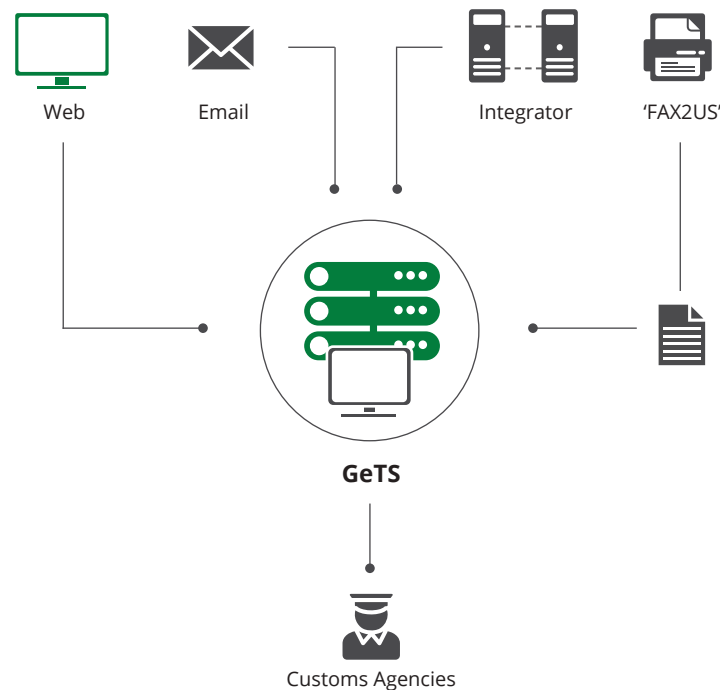 Web
Email
Integrator
‘FAX2US’
GeTS
Customs Agencies